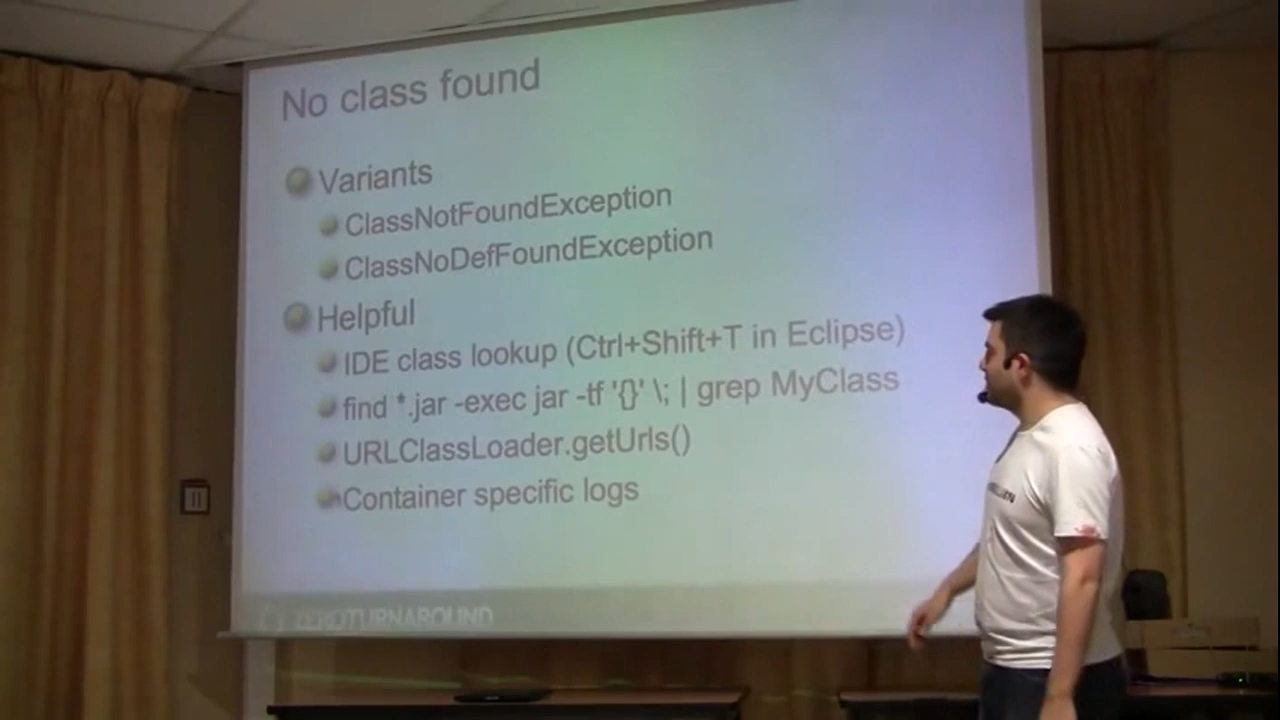 No class found
Variants
ClassNotFoundException
ClassNoDefFoundException
Helpful
IDE class lookup (Ctrl+Shift+T in Eclipse)
find *.jar -exec jar -tf '{}' \; | grep MyClass
URLClassLoader.getUrls()
Container specific logs
ZEROTURNAROUND